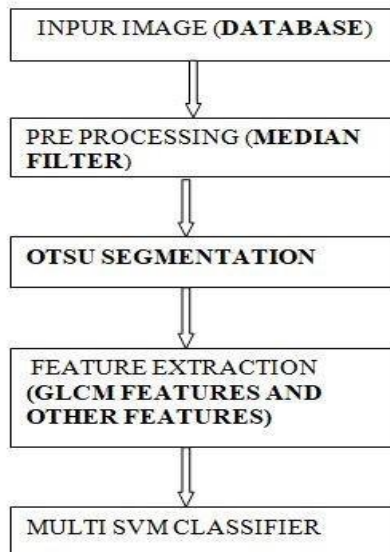 INPUR IMAGE (DATABASE)
PRE PROCESSING (MEDIAN
FILTER)
OTSU SEGMENTATION
FEATURE EXTRACTION
(GLCM FEATURES AND
OTHER FEATURES)
MULTI SVM CLASSIFIER